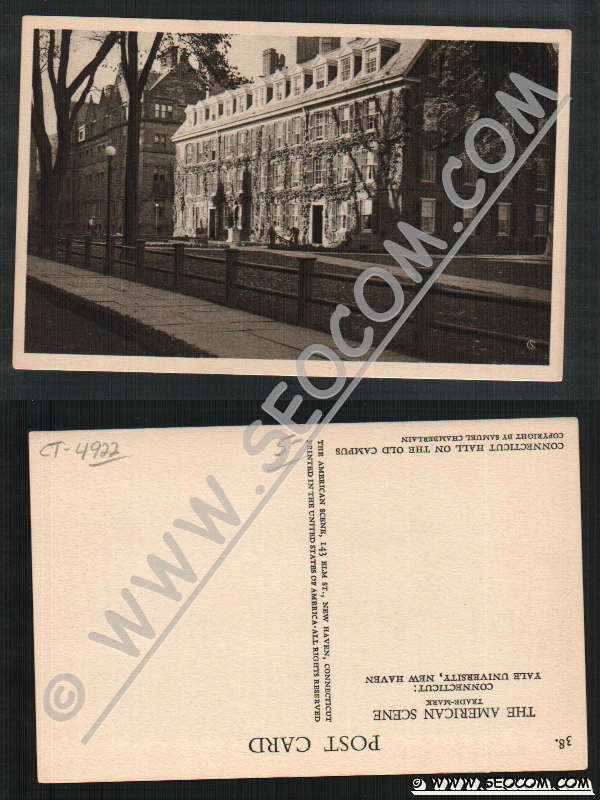 © WWW.SEOCOM.COM
CT-4922
5-
38.
POST CARD
THE AMERICAN SCENE
TRADE-MARK
CONNECTICUT:
YALE UNIVERSITY, NEW HAVEN
THE AMERICAN SCENE, 143 ELM ST., NEW HAVEN, CONNECTICUT
PRINTED IN THE UNITED STATES OF AMERICA-ALL RIGHTS RESERVED
CONNECTICUT HALL ON THE OLD CAMPUS
COPYRIGHT BY SAMUEL CHAMBERLAIN
© WWW.SEOCOM.COM